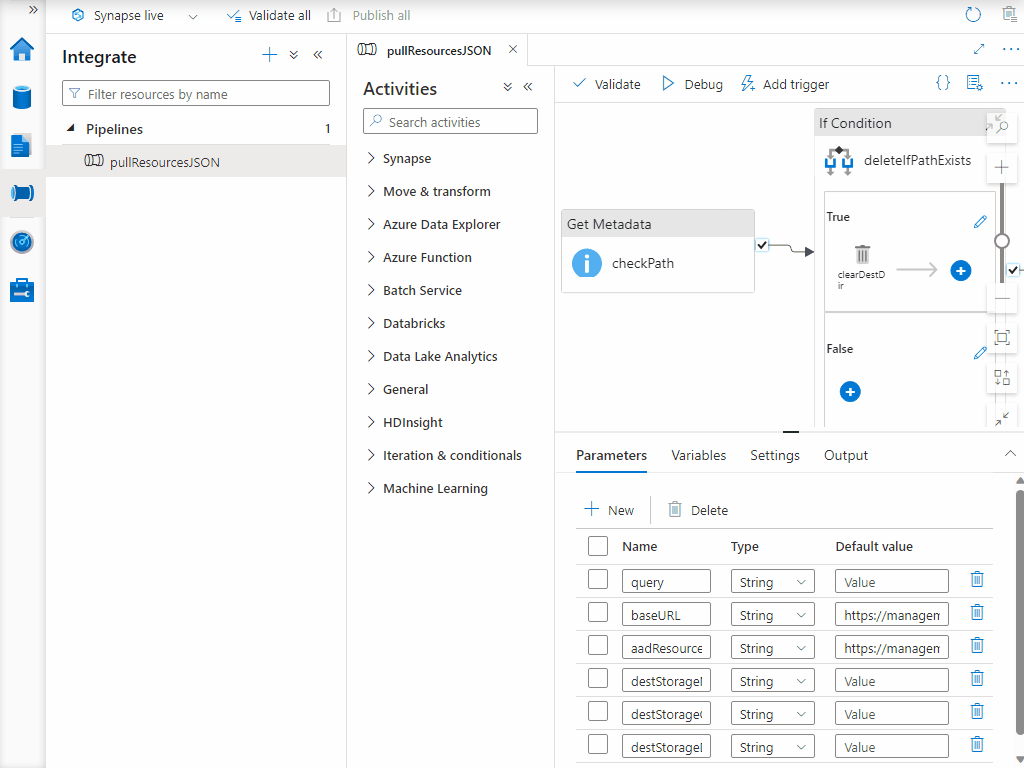 Synapse live
Validate all
Publish all
Integrate
Filter resources by name
Pipelines 1
pullResourcesJSON
pullResourcesJSON
Activities
Search activities
Synapse
Move & transform
Azure Data Explorer
Azure Function
Batch Service
Databricks
Data Lake Analytics
General
HDInsight
Iteration & conditionals
Machine Learning
Validate
Debug
Add trigger
Get Metadata
checkPath
If Condition
deleteIfPathExists
True
clearDestD
ir
False
Parameters Variables Settings Output
New Delete
Name Type Default value
query String Value
baseURL String https://managem
aadResource String https://managem
destStorage String Value
destStorage String Value
destStorage String Value